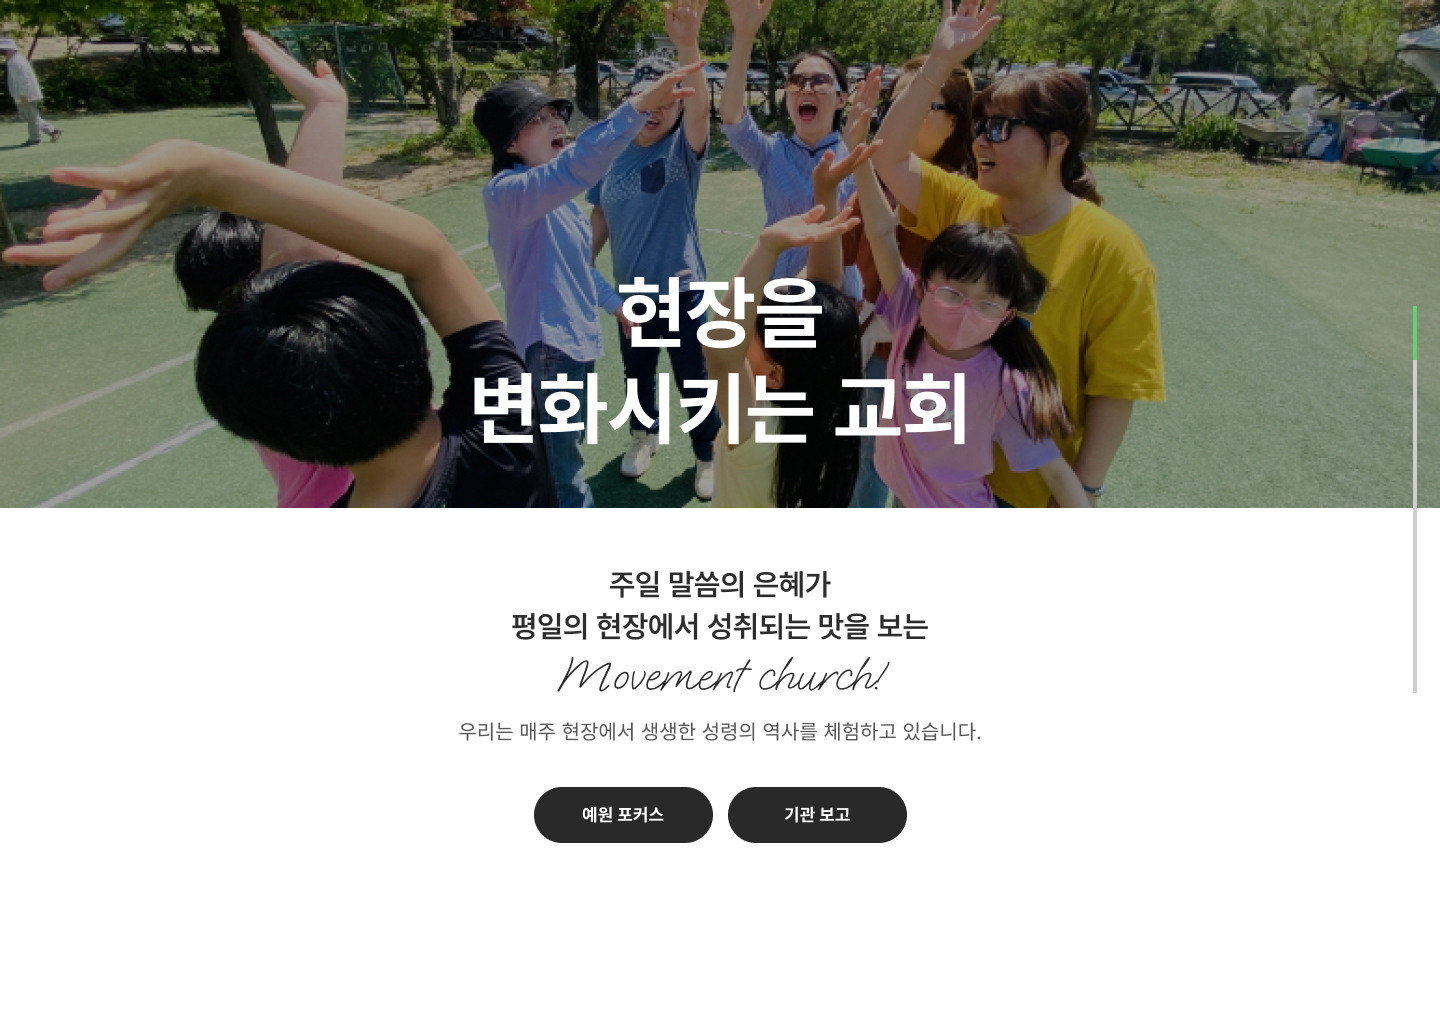 현장을
변화시키는 교회
주일 말씀의 은혜가
평일의 현장에서 성취되는 맛을 보는
Movement church!
우리는 매주 현장에서 생생한 성령의 역사를 체험하고 있습니다.
예원 포커스
기관 보고